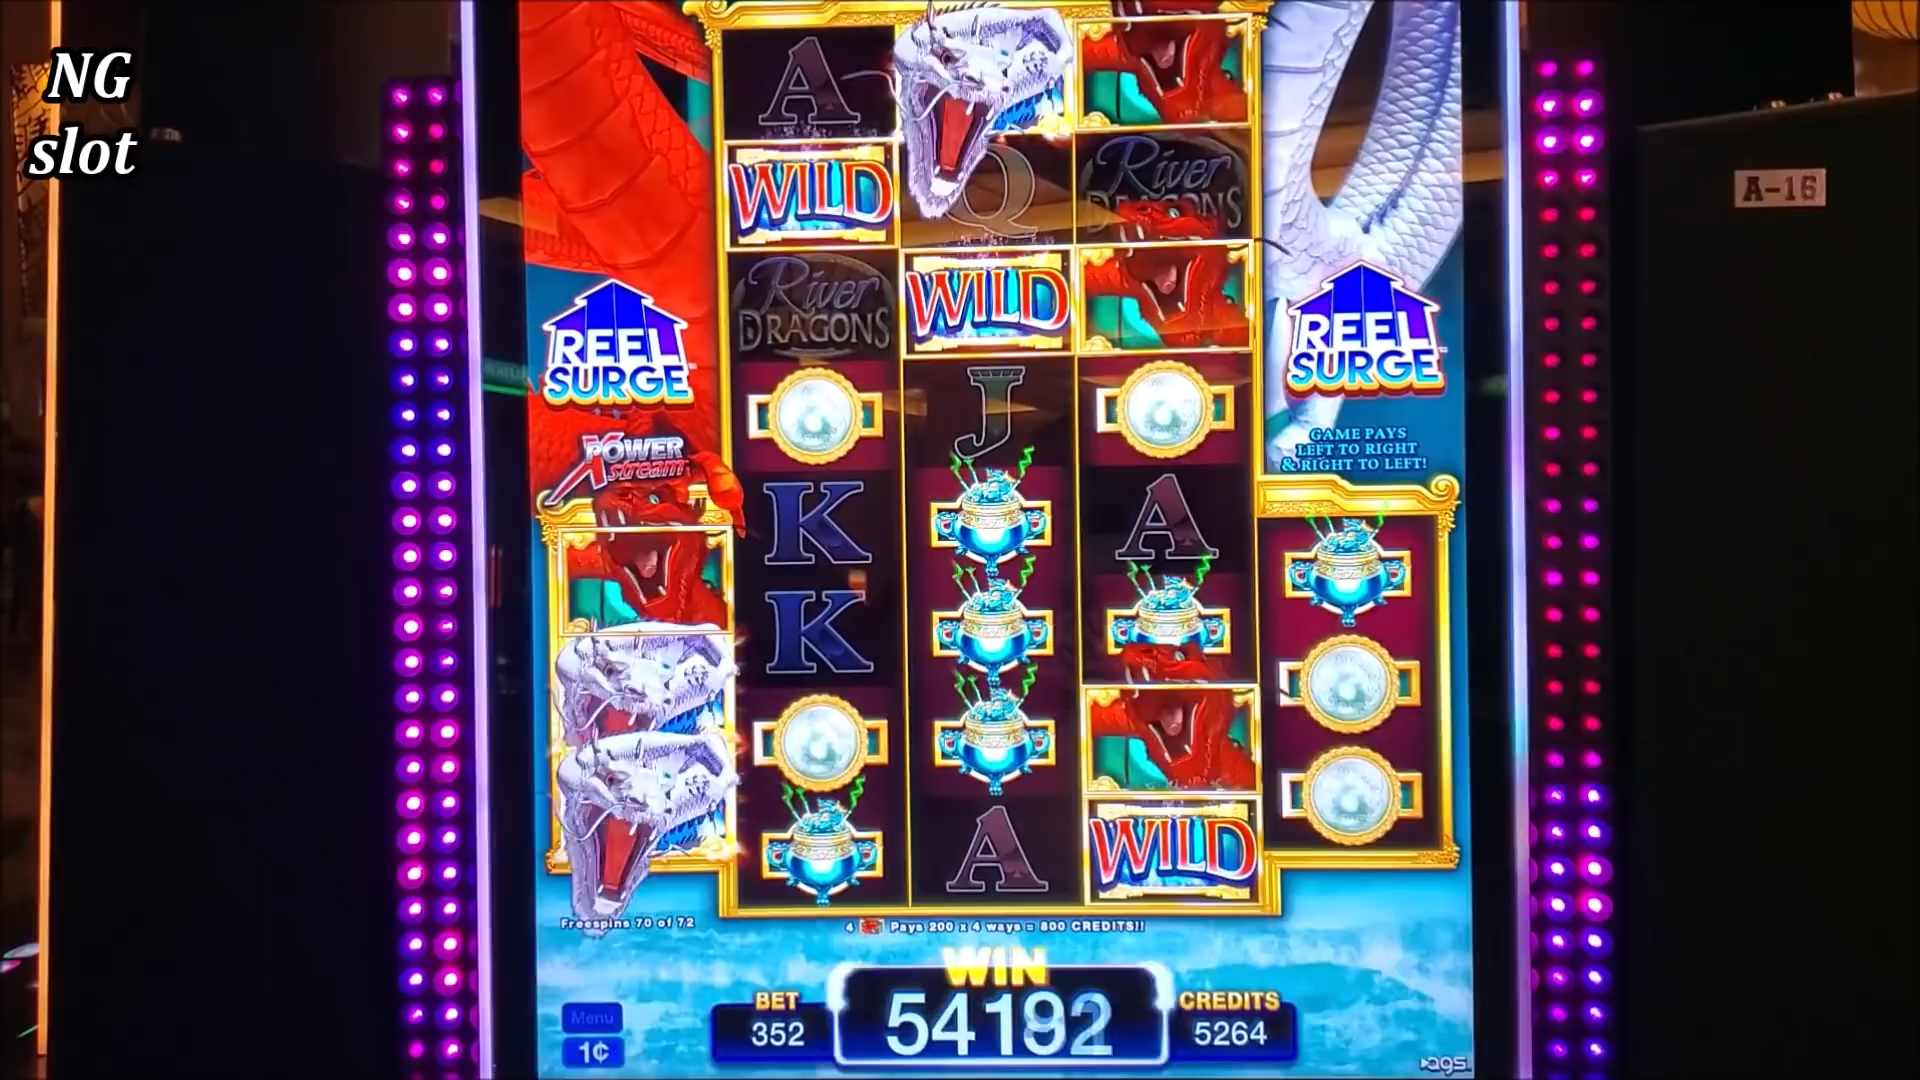 NG
slot
A
WILD
Q
River
DRAGONS
River
DRAGONS
WILD
REEL
SURGE
REEL
SURGE
J
POWER
Xstream
GAME PAYS
LEFT TO RIGHT
& RIGHT TO LEFT!
K
A
K
A
WILD
A-16
Freespins 70 of 72
4 Pays 200 x 4 ways = 800 CREDITS!!
WIN
BET
352
CREDITS
5264
Menu
1¢
ags